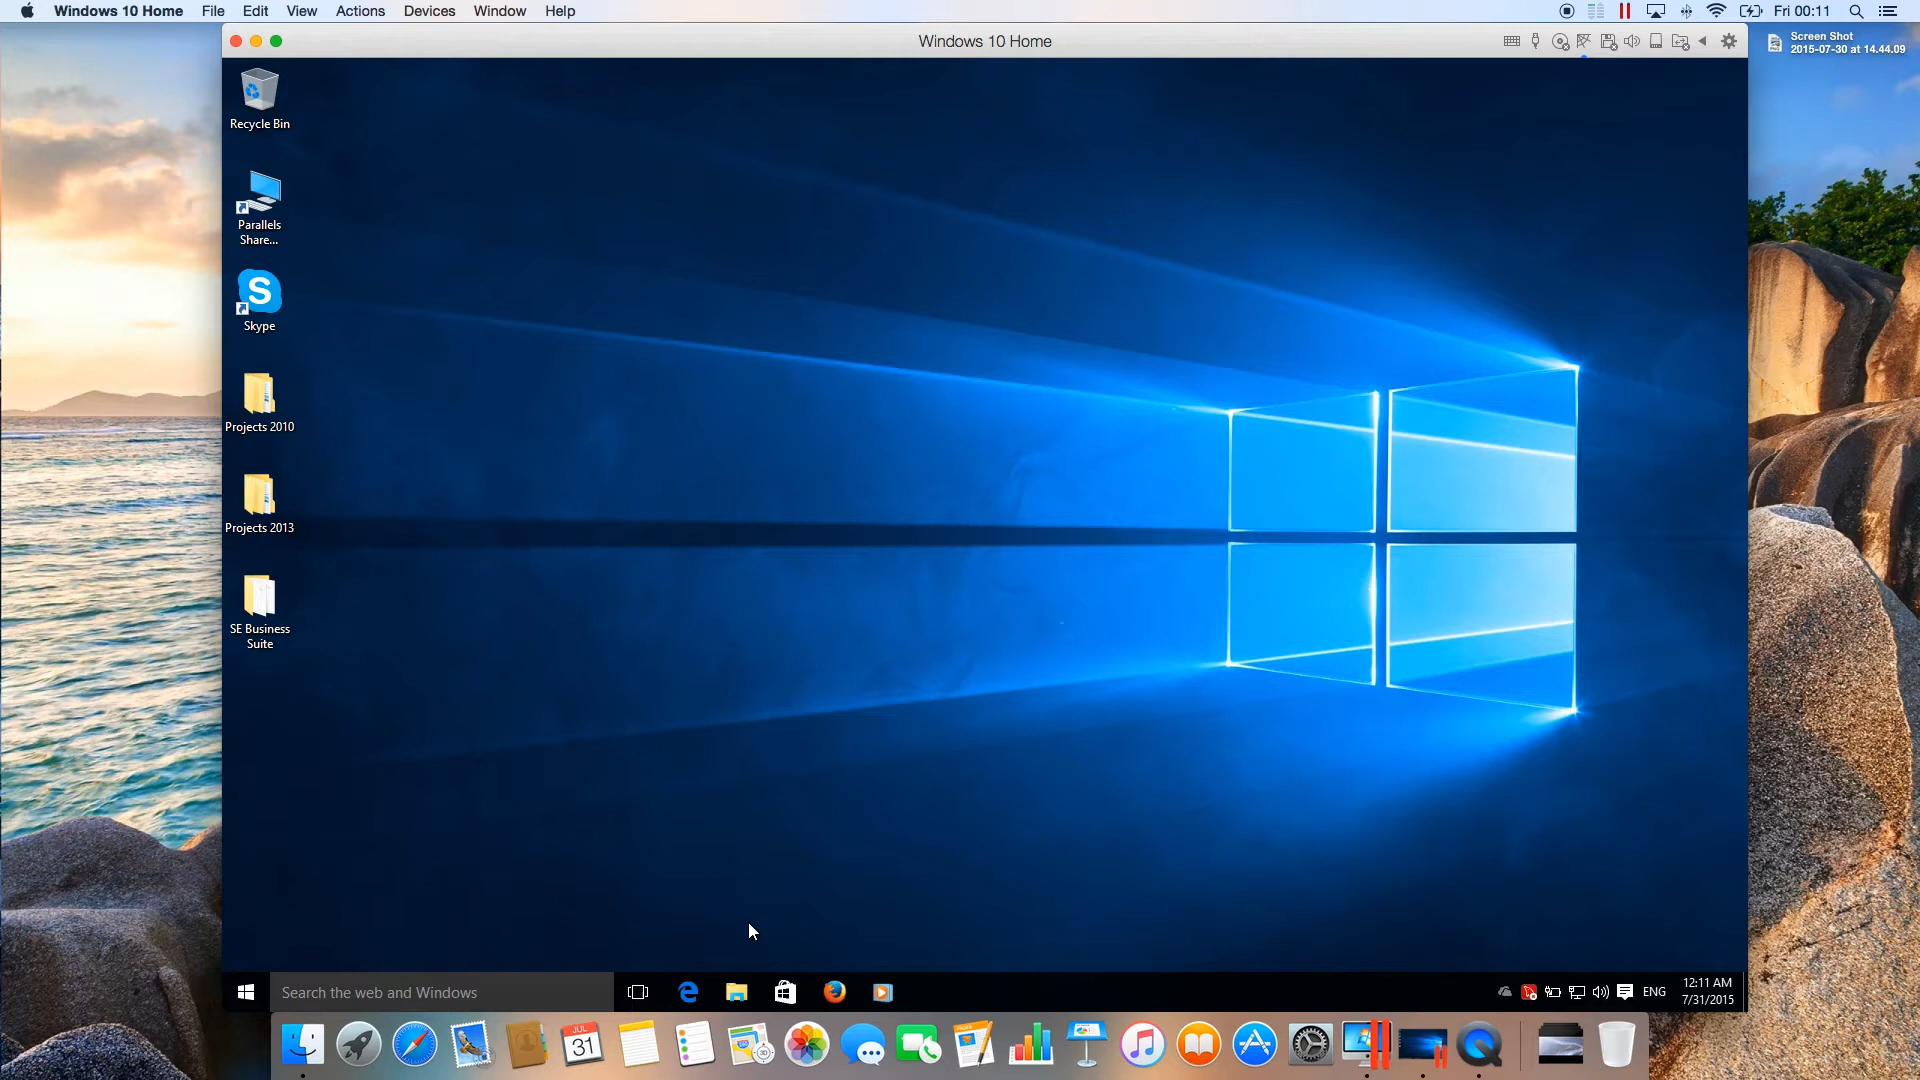 Windows 10 Home File Edit View Actions Devices Window Help Fri 00:11
Windows 10 Home
Screen Shot
2015-07-30 at 14.44.09
Recycle Bin
Parallels
Share...
S
Skype
Projects 2010
Projects 2013
SE Business
Suite
Search the web and Windows
ENG
12:11 AM
7/31/2015
JUL
31